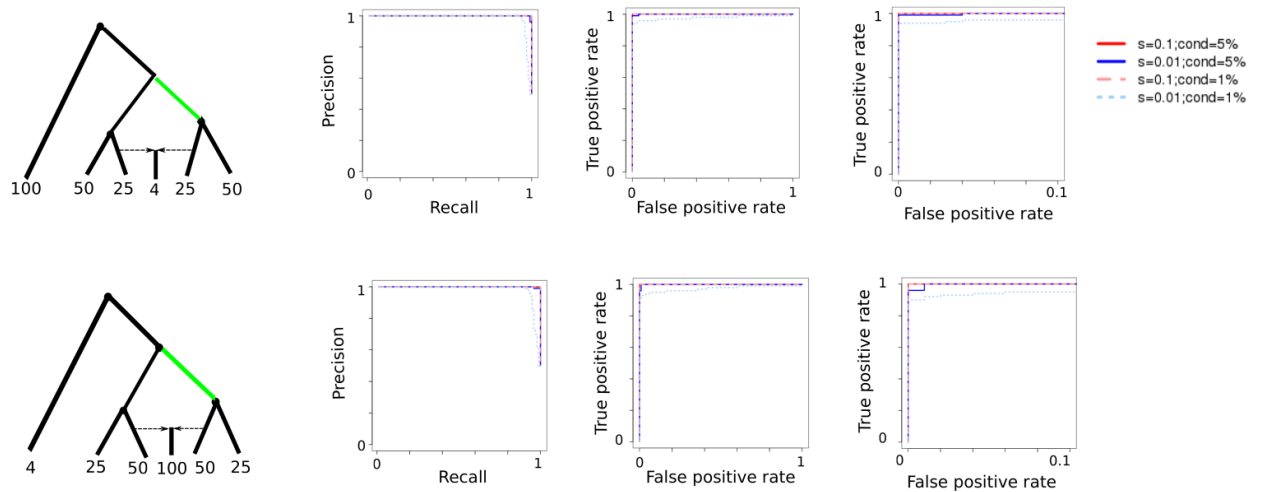 100 50 25 4 25 50
Precision
1
0
0 1
Recall
True positive rate
1
0
0 1
False positive rate
True positive rate
1
0
0 0.1
False positive rate
s=0.1;cond=5%
s=0.01;cond=5%
s=0.1;cond=1%
s=0.01;cond=1%
4 25 50 100 50 25
Precision
1
0
0 1
Recall
True positive rate
1
0
0 1
False positive rate
True positive rate
1
0
0 0.1
False positive rate